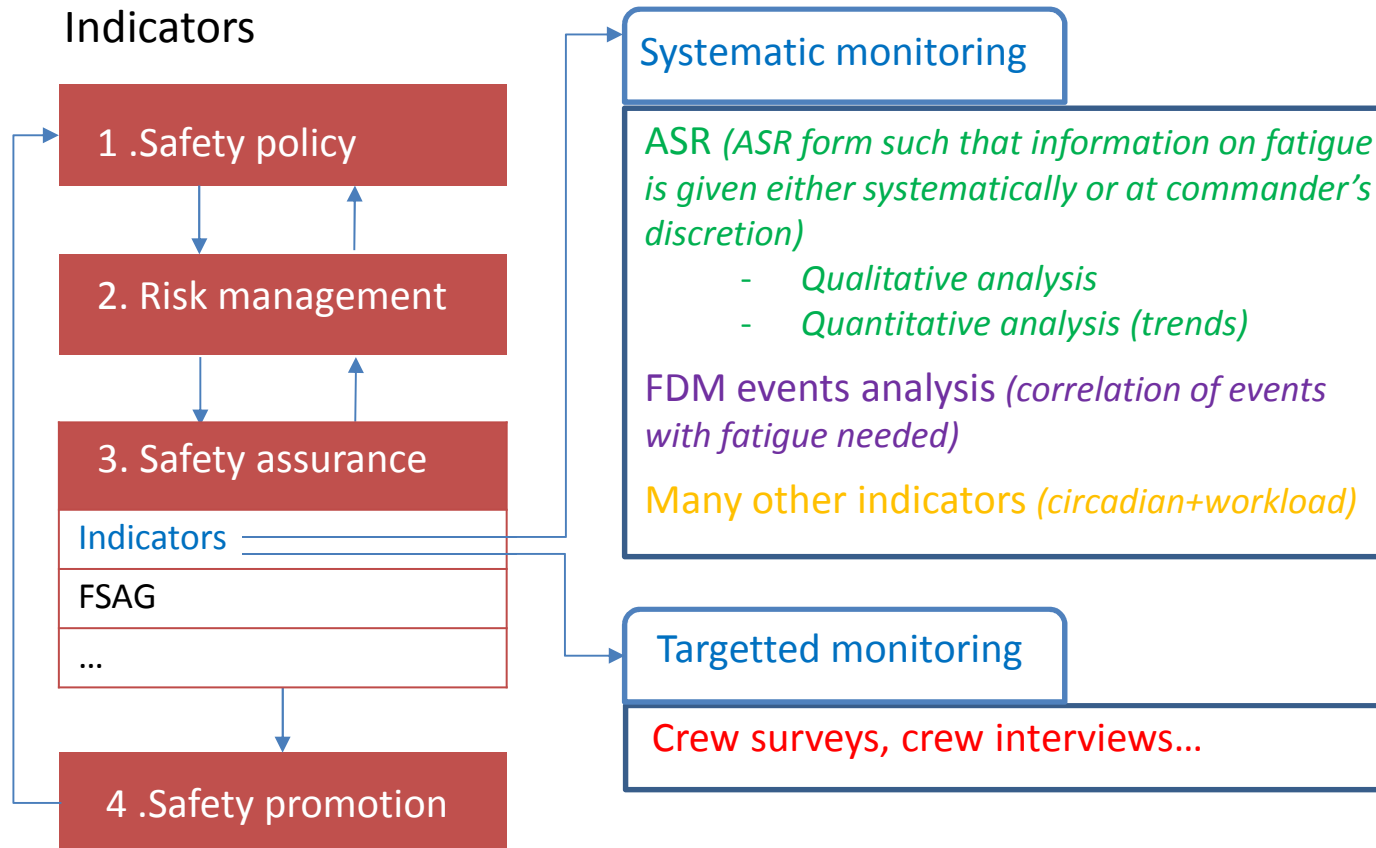 Indicators
1 .Safety policy
2. Risk management
3. Safety assurance
Indicators
FSAG
...
4 .Safety promotion
Systematic monitoring
ASR (ASR form such that information on fatigue
is given either systematically or at commander’s
discretion)
- Qualitative analysis
- Quantitative analysis (trends)
FDM events analysis (correlation of events
with fatigue needed)
Many other indicators (circadian+workload)
Targetted monitoring
Crew surveys, crew interviews...